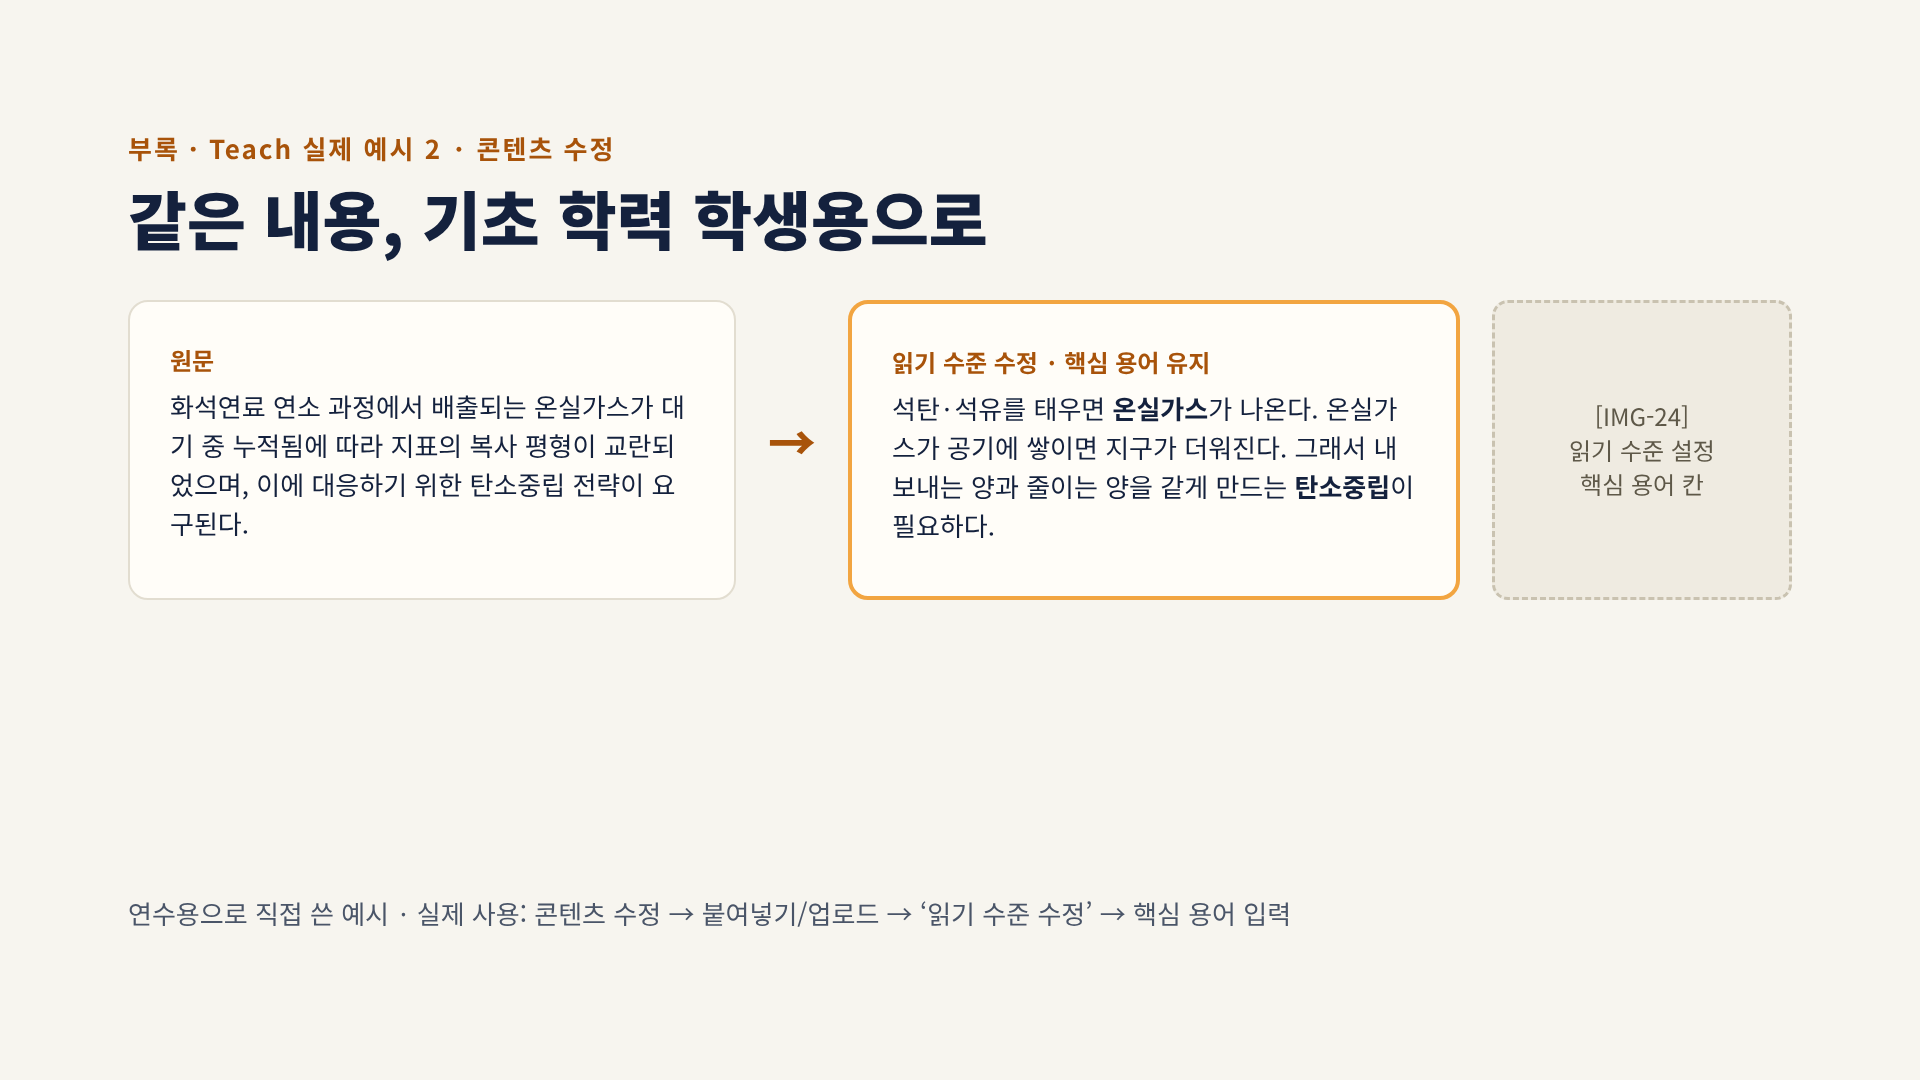 부록 · Teach 실제 예시 2 · 콘텐츠 수정
같은 내용, 기초 학력 학생용으로
원문
화석연료 연소 과정에서 배출되는 온실가스가 대
기 중 누적됨에 따라 지표의 복사 평형이 교란되
었으며, 이에 대응하기 위한 탄소중립 전략이 요
구된다.
→
읽기 수준 수정 · 핵심 용어 유지
석탄·석유를 태우면 온실가스가 나온다. 온실가
스가 공기에 쌓이면 지구가 더워진다. 그래서 내
보내는 양과 줄이는 양을 같게 만드는 탄소중립이
필요하다.
[IMG-24]
읽기 수준 설정
핵심 용어 칸
연수용으로 직접 쓴 예시 · 실제 사용: 콘텐츠 수정 → 붙여넣기/업로드 → ‘읽기 수준 수정’ → 핵심 용어 입력